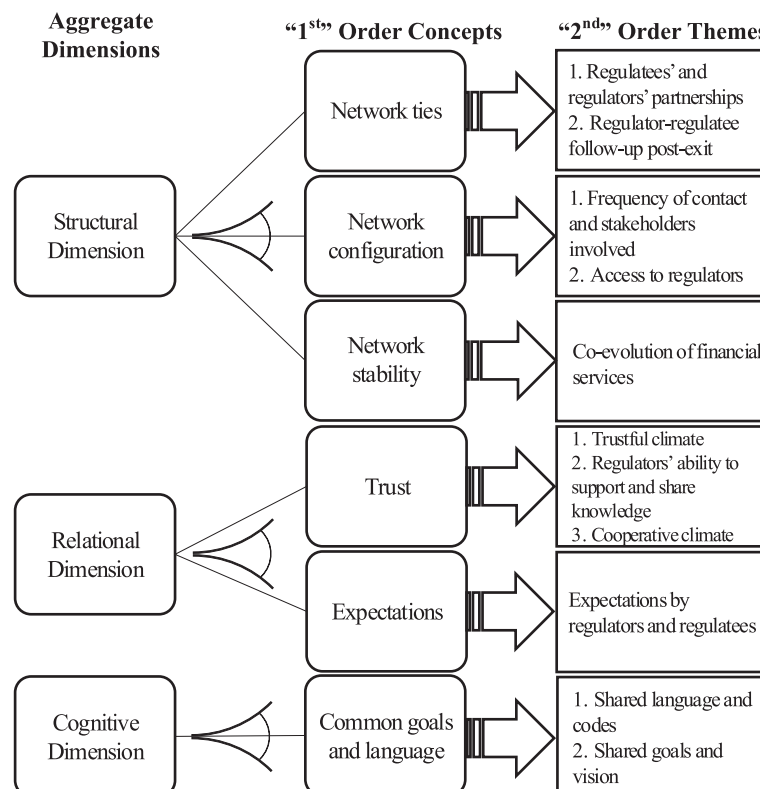 Aggregate
Dimensions
“1st” Order Concepts
“2nd” Order Themes
Network ties
1. Regulatees’ and
regulators’ partnerships
2. Regulator-regulatee
follow-up post-exit
Structural
Dimension
Network
configuration
1. Frequency of contact
and stakeholders
involved
2. Access to regulators
Network
stability
Co-evolution of financial
services
Relational
Dimension
Trust
1. Trustful climate
2. Regulators’ ability to
support and share
knowledge
3. Cooperative climate
Expectations
Expectations by
regulators and regulatees
Cognitive
Dimension
Common goals
and language
1. Shared language and
codes
2. Shared goals and
vision